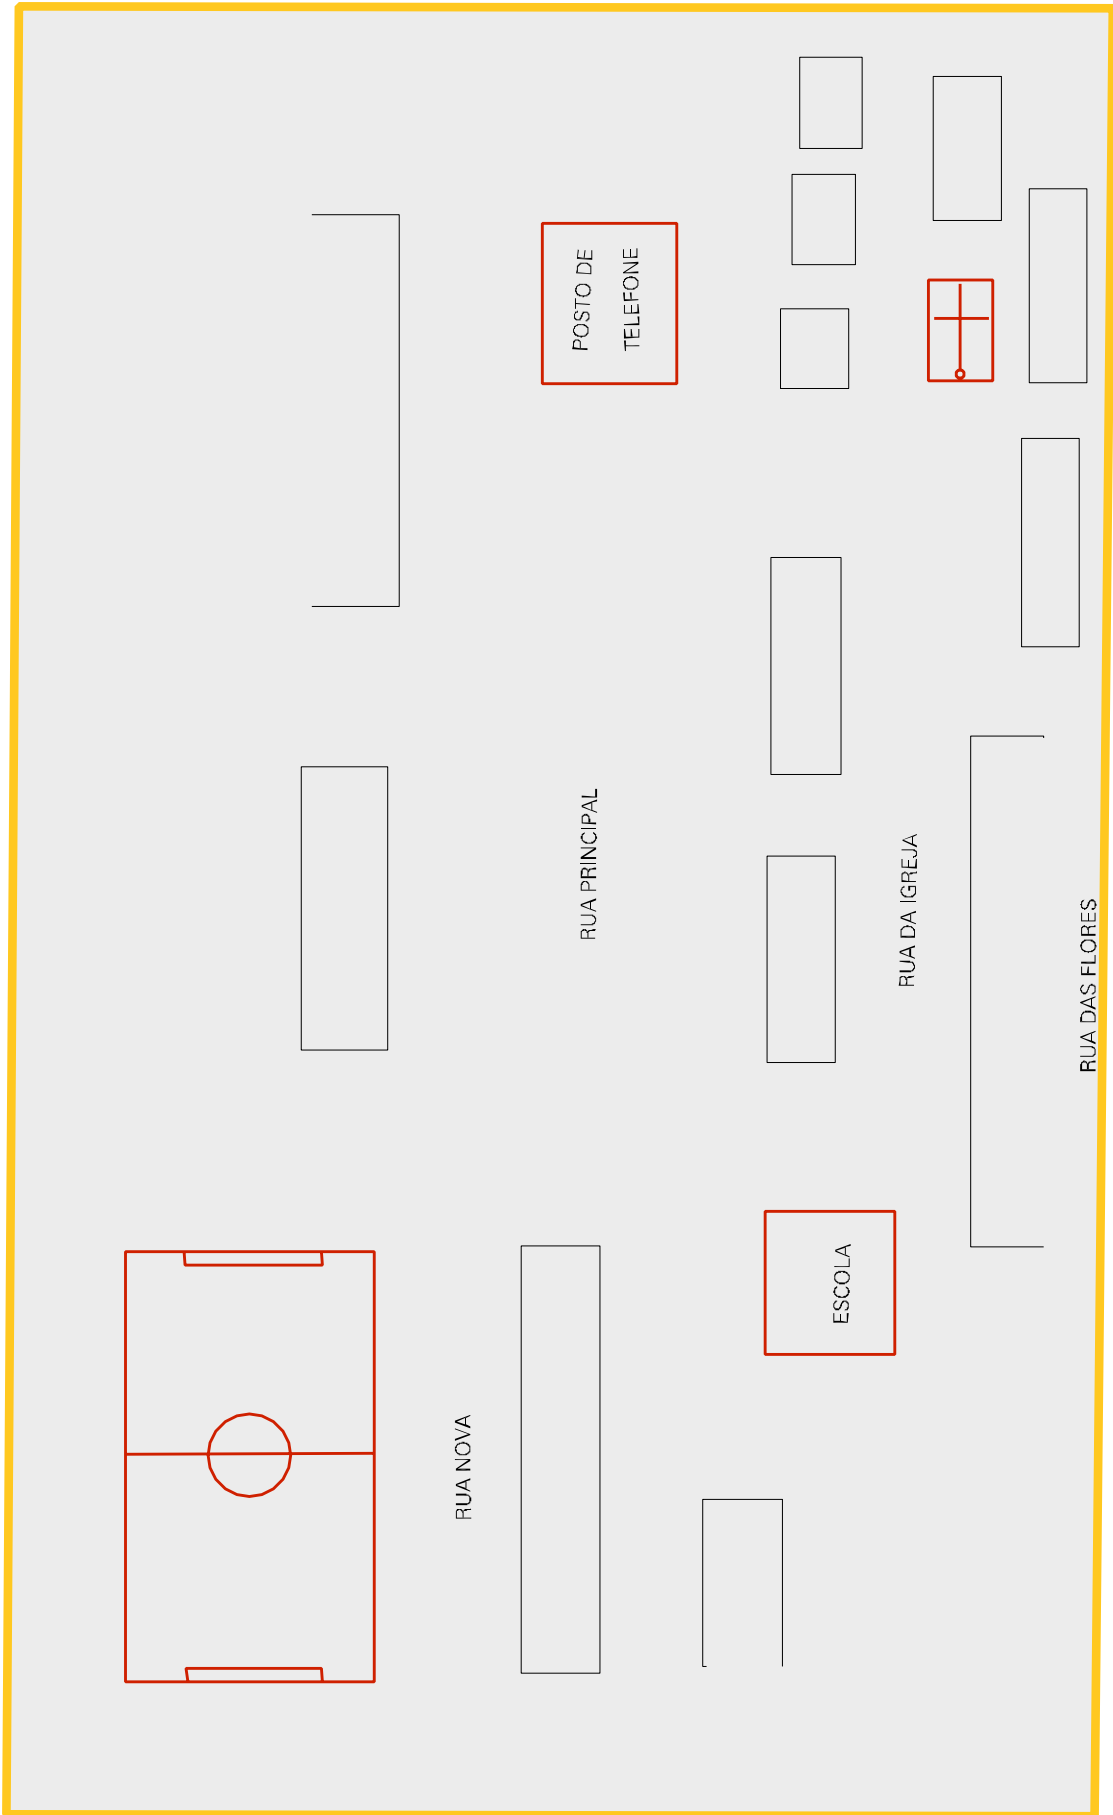 POSTO DE
TELEFONE
RUA PRINCIPAL
RUA DA IGREJA
RUA DAS FLORES
ESCOLA
RUA NOVA